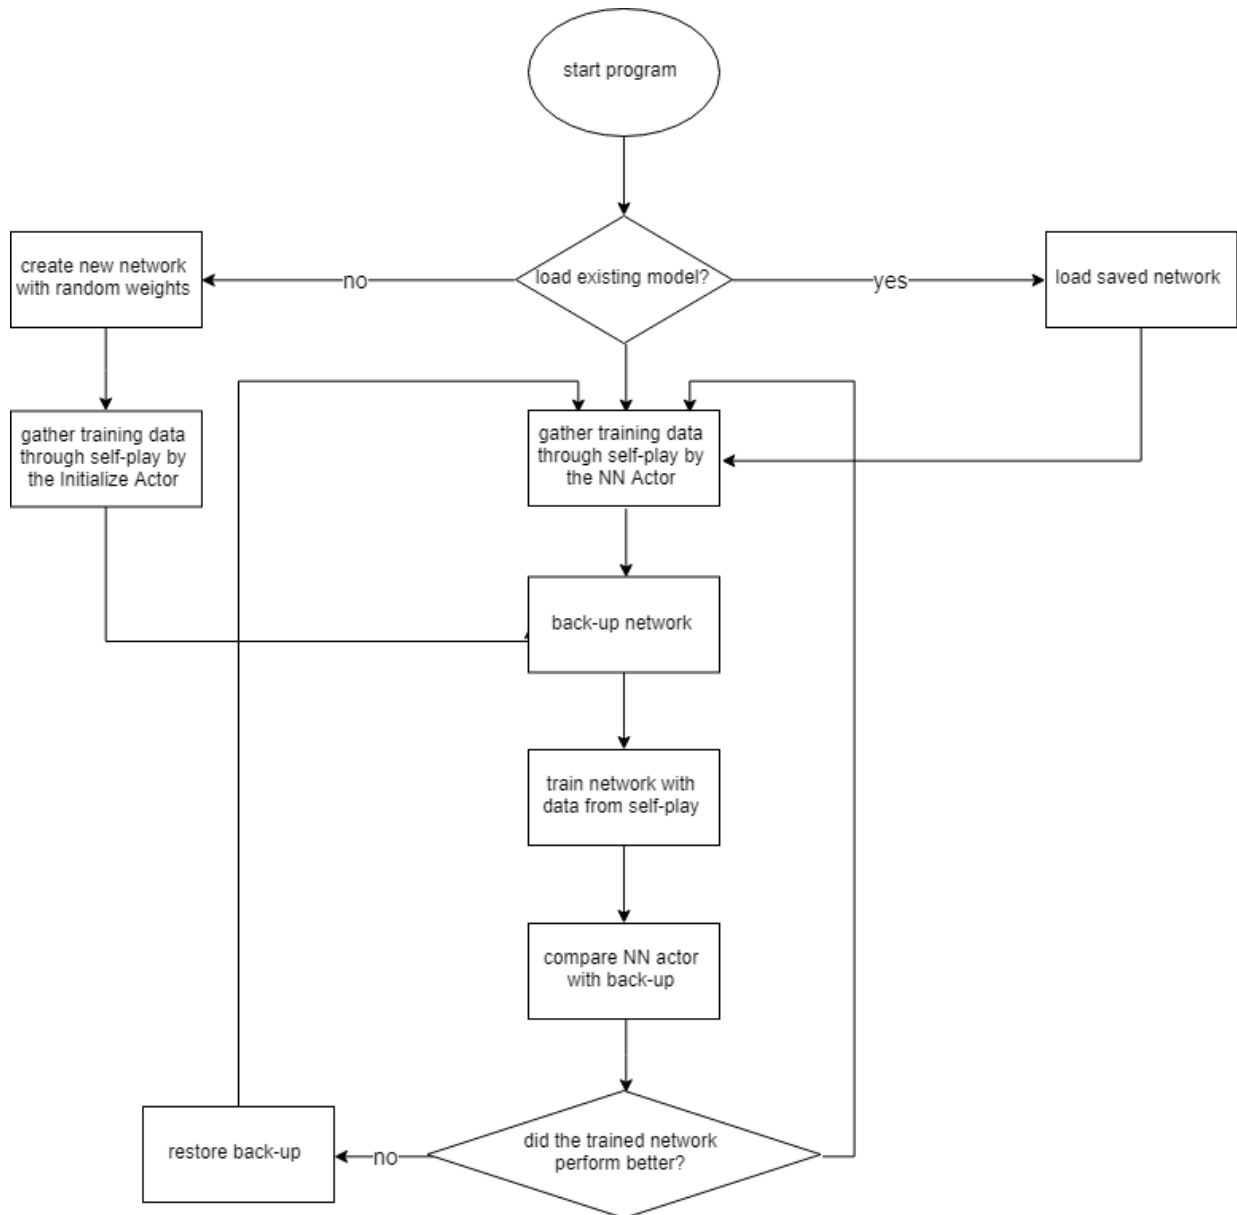 start program
create new network
with random weights
no
load existing model?
yes
load saved network
gather training data
through self-play by
the Initialize Actor
gather training data
through self-play by
the NN Actor
back-up network
train network with
data from self-play
compare NN actor
with back-up
restore back-up
no
did the trained network
perform better?